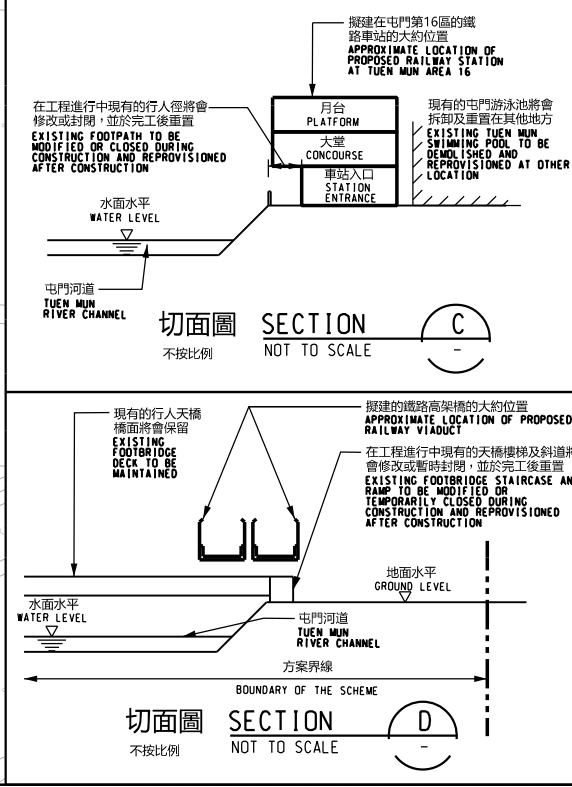 擬建在屯門第16區的鐵
路車站的大約位置
APPROXIMATE LOCATION OF
PROPOSED RAILWAY STATION
AT TUEN MUN AREA 16
在工程進行中現有的行人徑將會
修改或封閉，並於完工後重置
EXISTING FOOTPATH TO BE
MODIFIED OR CLOSED DURING
CONSTRUCTION AND REPROVISIONED
AFTER CONSTRUCTION
月台
PLATFORM
大堂
CONCOURSE
車站入口
STATION
ENTRANCE
現有的屯門游泳池將會
拆卸及重置在其他地方
EXISTING TUEN MUN
SWIMMING POOL TO BE
DEMOLISHED AND
REPROVISIONED AT OTHER
LOCATION
水面水平
WATER LEVEL
屯門河道
TUEN MUN
RIVER CHANNEL
切面圖 SECTION C
不按比例 NOT TO SCALE -
現有的行人天橋
橋面將會保留
EXISTING
FOOTBRIDGE
DECK TO BE
MAINTAINED
擬建的鐵路高架橋的大約位置
APPROXIMATE LOCATION OF PROPOSED
RAILWAY VIADUCT
在工程進行中現有的天橋樓梯及斜道將
會修改或暫時封閉，並於完工後重置
EXISTING FOOTBRIDGE STAIRCASE AN
RAMP TO BE MODIFIED OR
TEMPORARILY CLOSED DURING
CONSTRUCTION AND REPROVISIONED
AFTER CONSTRUCTION
地面水平
GROUND LEVEL
水面水平
WATER LEVEL
屯門河道
TUEN MUN
RIVER CHANNEL
方案界線
BOUNDARY OF THE SCHEME
切面圖 SECTION D
不按比例 NOT TO SCALE -